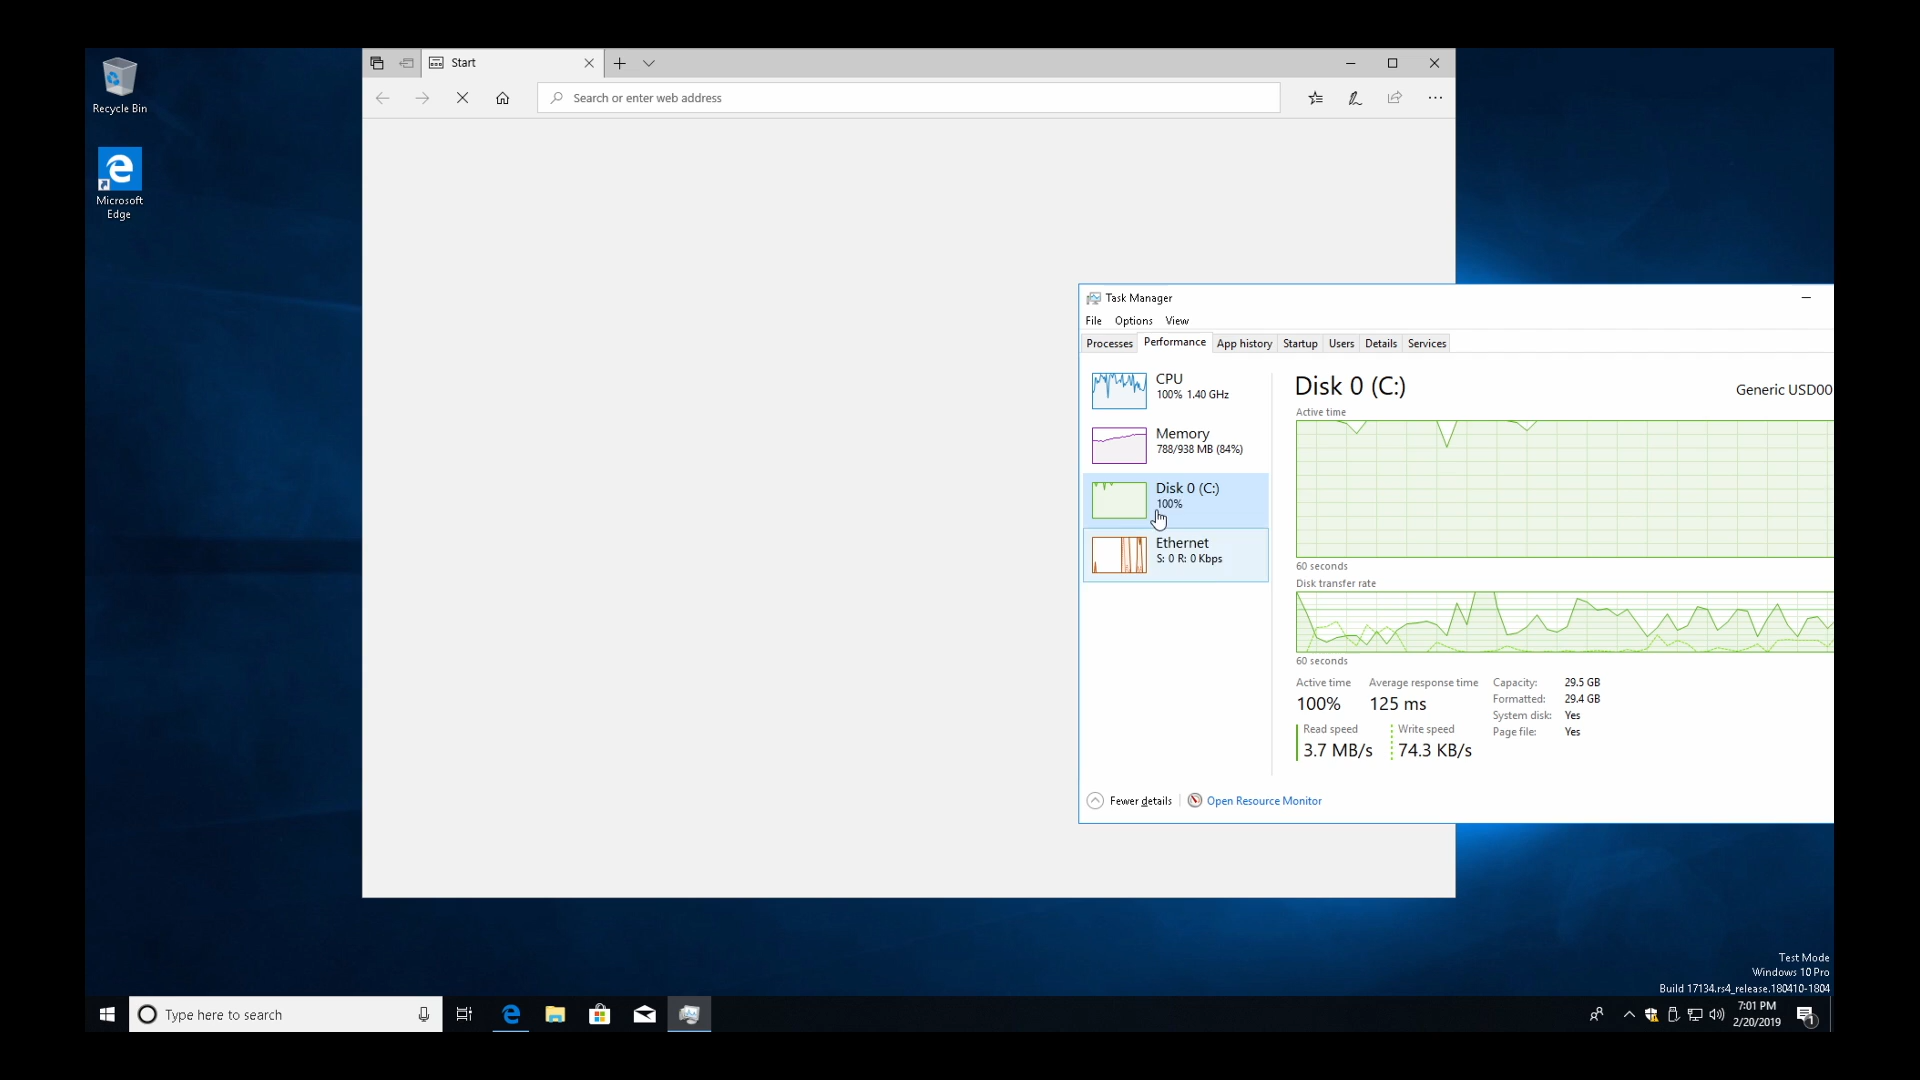 Recycle Bin
Microsoft
Edge
Start
Search or enter web address
Task Manager
File Options View
Processes Performance App history Startup Users Details Services
CPU
100% 1.40 GHz
Memory
788/938 MB (84%)
Disk 0 (C:)
100%
Ethernet
S: 0 R: 0 Kbps
Disk 0 (C:)
Generic USD00
Active time
60 seconds
Disk transfer rate
60 seconds
Active time
100%
Average response time
125 ms
Read speed
3.7 MB/s
Write speed
74.3 KB/s
Capacity: 29.5 GB
Formatted: 29.4 GB
System disk: Yes
Page file: Yes
Fewer details
Open Resource Monitor
Test Mode
Windows 10 Pro
Build 17134.rs4_release.180410-1804
Type here to search
7:01 PM
2/20/2019
1